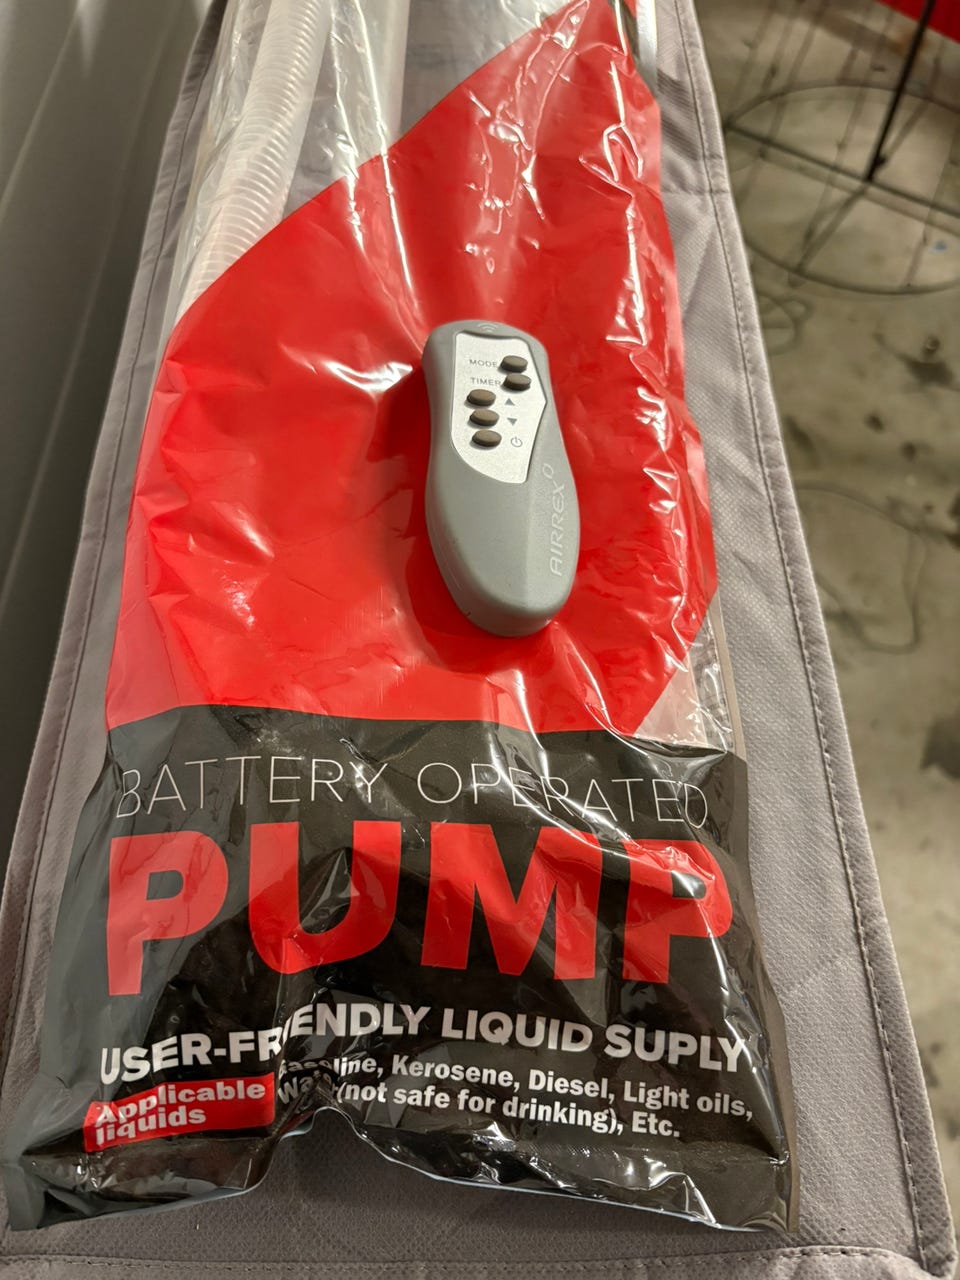 MODE
TIMER
AIRREX
BATTERY OPERATED
PUMP
USER-FRIENDLY LIQUID SUPLY
Applicable
liquids
Gasoline, Kerosene, Diesel, Light oils,
Water (not safe for drinking), Etc.